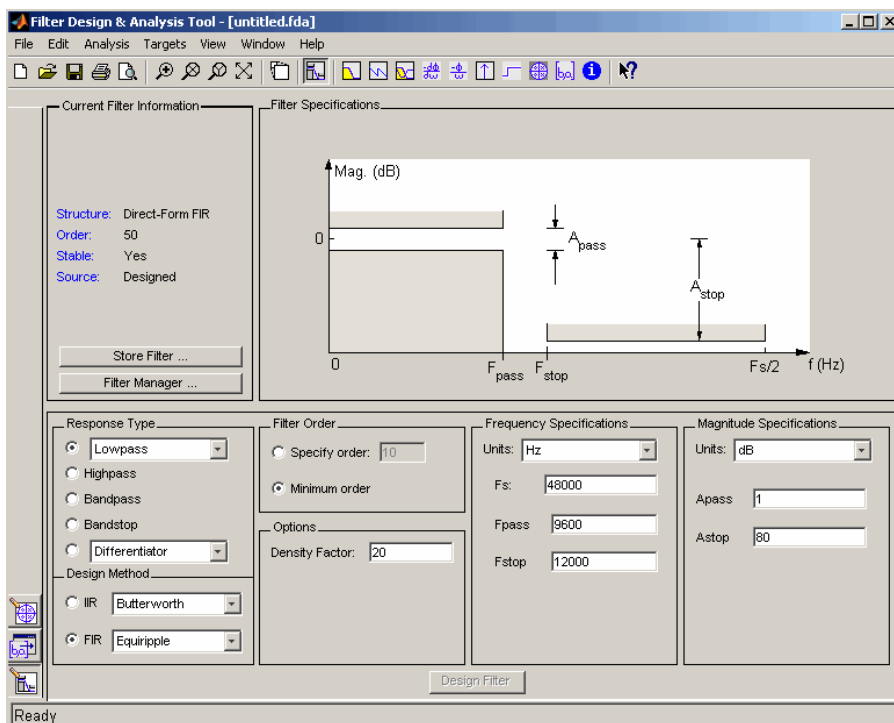 Filter Design & Analysis Tool - [untitled.fda]
File Edit Analysis Targets View Window Help
Current Filter Information
Structure: Direct-Form FIR
Order: 50
Stable: Yes
Source: Designed
Store Filter ...
Filter Manager ...
Filter Specifications
Mag. (dB)
0
Apass
Astop
0
Fpass
Fstop
Fs/2
f (Hz)
Response Type
Lowpass
Highpass
Bandpass
Bandstop
Differentiator
Design Method
IIR Butterworth
FIR Equiripple
Filter Order
Specify order: 10
Minimum order
Options
Density Factor: 20
Frequency Specifications
Units: Hz
Fs: 48000
Fpass 9600
Fstop 12000
Magnitude Specifications
Units: dB
Apass 1
Astop 80
Design Filter
Ready